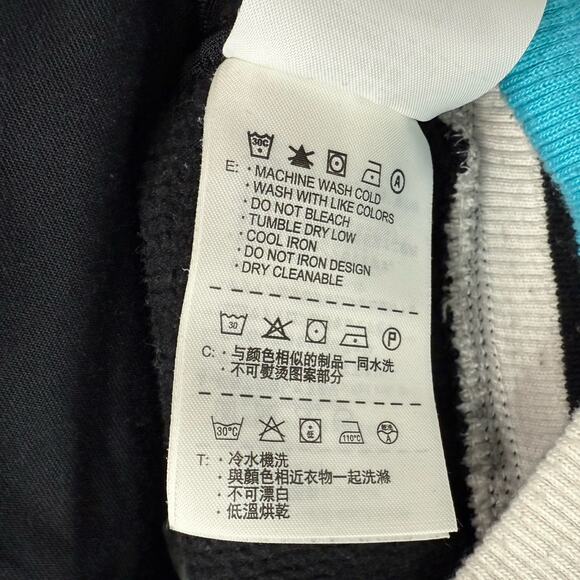 30C A
E: · MACHINE WASH COLD
· WASH WITH LIKE COLORS
· DO NOT BLEACH
· TUMBLE DRY LOW
· COOL IRON
· DO NOT IRON DESIGN
· DRY CLEANABLE
30 P
C: · 与颜色相似的制品一同水洗
· 不可熨烫图案部分
30°C 低 110°C A
T: · 冷水機洗
· 與顏色相近衣物一起洗滌
· 不可漂白
· 低溫烘乾